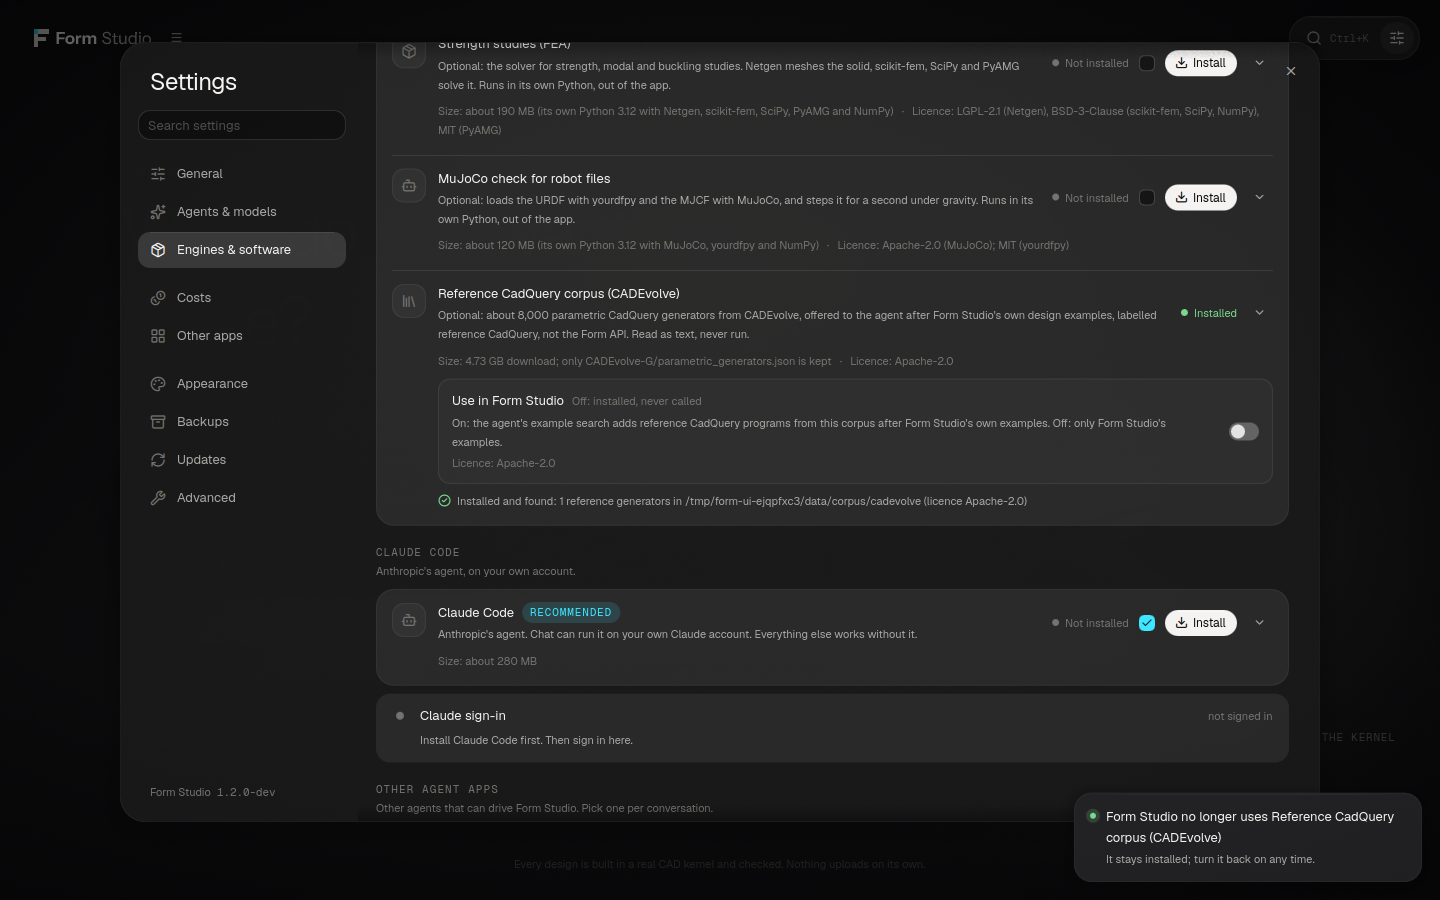 Form Studio
Ctrl+K
Settings
Search settings
General
Agents & models
Engines & software
Costs
Other apps
Appearance
Backups
Updates
Advanced
Form Studio 1.2.0-dev
Strength studies (FEA)
Optional: the solver for strength, modal and buckling studies. Netgen meshes the solid, scikit-fem, SciPy and PyAMG
solve it. Runs in its own Python, out of the app.
Not installed
Install
Size: about 190 MB (its own Python 3.12 with Netgen, scikit-fem, SciPy, PyAMG and NumPy) · Licence: LGPL-2.1 (Netgen), BSD-3-Clause (scikit-fem, SciPy, NumPy),
MIT (PyAMG)
MuJoCo check for robot files
Optional: loads the URDF with yourdfpy and the MJCF with MuJoCo, and steps it for a second under gravity. Runs in its
own Python, out of the app.
Not installed
Install
Size: about 120 MB (its own Python 3.12 with MuJoCo, yourdfpy and NumPy) · Licence: Apache-2.0 (MuJoCo); MIT (yourdfpy)
Reference CadQuery corpus (CADEvolve)
Optional: about 8,000 parametric CadQuery generators from CADEvolve, offered to the agent after Form Studio's own design examples, labelled
reference CadQuery, not the Form API. Read as text, never run.
Installed
Size: 4.73 GB download; only CADEvolve-G/parametric_generators.json is kept · Licence: Apache-2.0
Use in Form Studio Off: installed, never called
On: the agent's example search adds reference CadQuery programs from this corpus after Form Studio's own examples. Off: only Form Studio's
examples.
Licence: Apache-2.0
Installed and found: 1 reference generators in /tmp/form-ui-ejqpfxc3/data/corpus/cadevolve (licence Apache-2.0)
CLAUDE CODE
Anthropic's agent, on your own account.
Claude Code RECOMMENDED
Anthropic's agent. Chat can run it on your own Claude account. Everything else works without it.
Not installed
Install
Size: about 280 MB
Claude sign-in
not signed in
Install Claude Code first. Then sign in here.
OTHER AGENT APPS
Other agents that can drive Form Studio. Pick one per conversation.
THE KERNEL
Form Studio no longer uses Reference CadQuery
corpus (CADEvolve)
It stays installed; turn it back on any time.
Every design is built in a real CAD kernel and checked. Nothing uploads on its own.